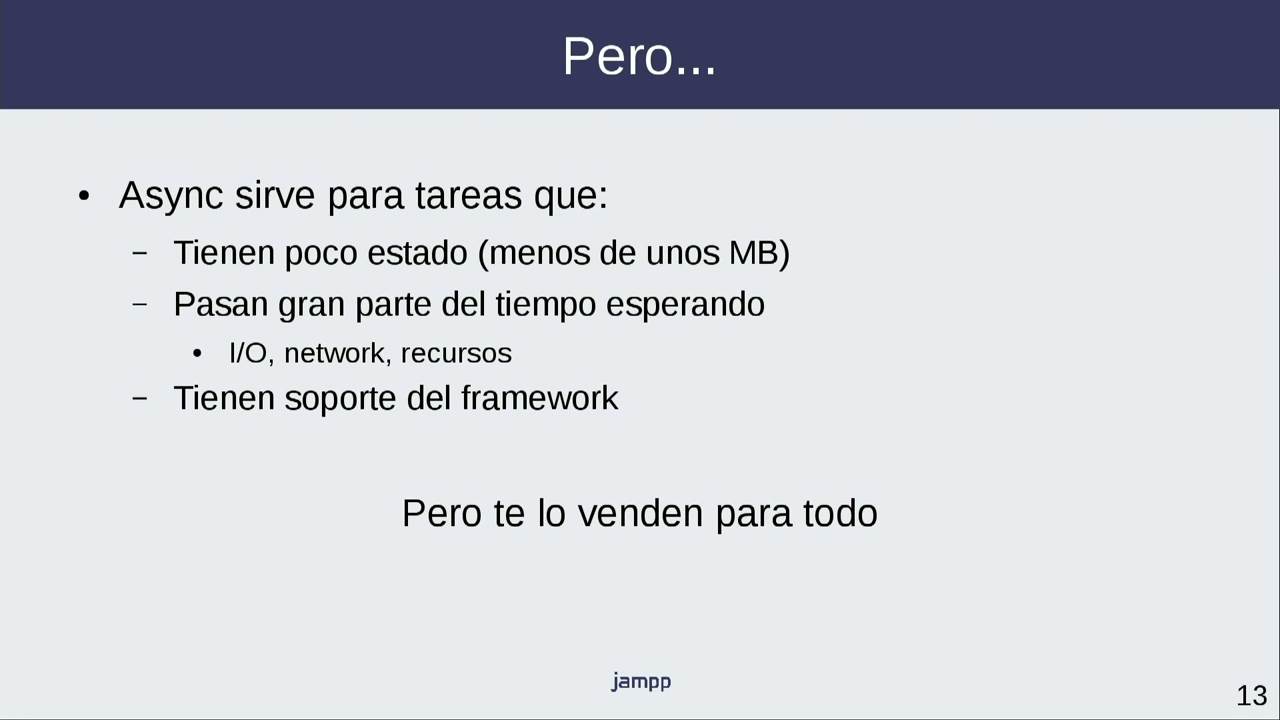 Pero...
• Async sirve para tareas que:
– Tienen poco estado (menos de unos MB)
– Pasan gran parte del tiempo esperando
• I/O, network, recursos
– Tienen soporte del framework
Pero te lo venden para todo
jampp
13